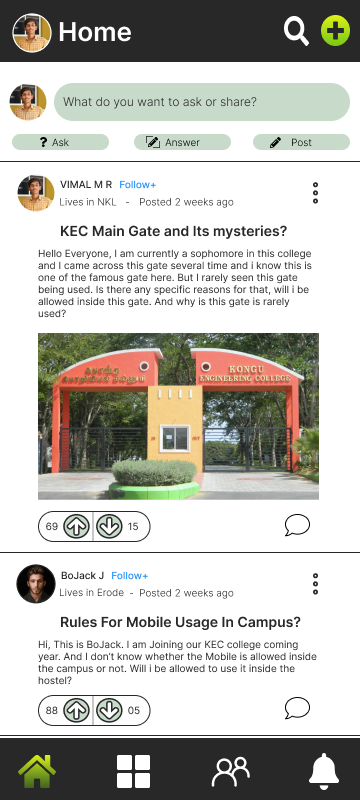 Home
What do you want to ask or share?
? Ask
Answer
Post
VIMAL M R Follow+
Lives in NKL - Posted 2 weeks ago
KEC Main Gate and Its mysteries?
Hello Everyone, I am currently a sophomore in this college
and I came across this gate several time and i know this is
one of the famous gate here. But I rarely seen this gate
being used. Is there any specific reasons for that, will i be
allowed inside this gate. And why is this gate is rarely
used?
KONGU
ENGINEERING COLLEGE
69
15
BoJack J Follow+
Lives in Erode - Posted 2 weeks ago
Rules For Mobile Usage In Campus?
Hi, This is BoJack. I am Joining our KEC college coming
year. And I don't know whether the Mobile is allowed inside
the campus or not. Will i be allowed to use it inside the
hostel?
88
05